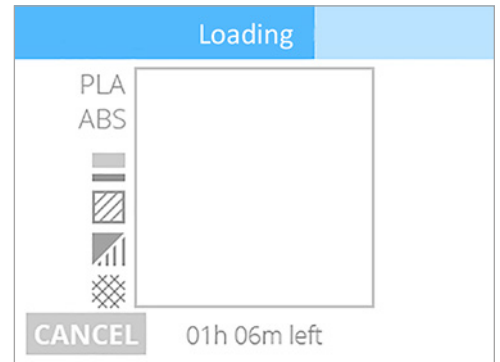 Loading
PLA
ABS
CANCEL
01h 06m left